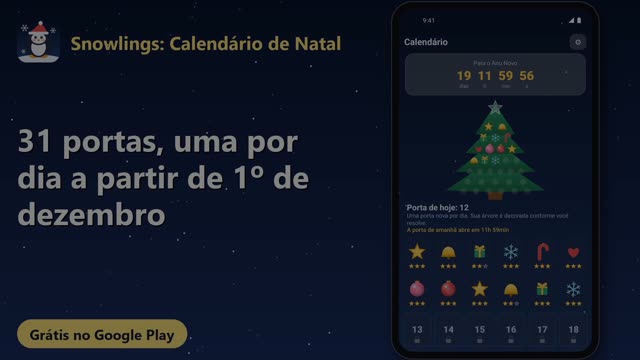 Snowlings: Calendário de Natal
31 portas, uma por
dia a partir de 1º de
dezembro
Grátis no Google Play
9:41
Calendário
Para o Ano Novo
19 11 59 56
dias h min s
Porta de hoje: 12
Uma porta nova por dia. Sua árvore é decorada conforme você
resolve.
A porta de amanhã abre em 11h 59min
13 14 15 16 17 18